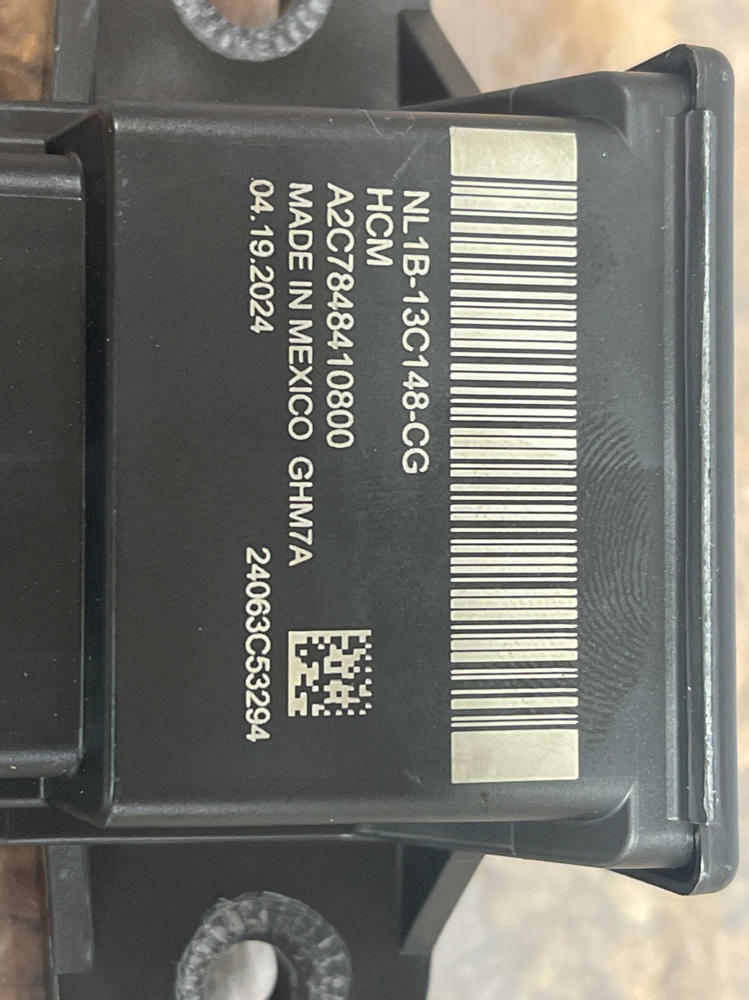 NL1B-13C148-CG
HCM
A2C7848410800
MADE IN MEXICO GHM7A
04.19.2024 24063C53294